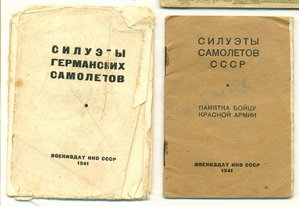 СИЛУЭТЫ
ГЕРМАНСКИХ
САМОЛЕТОВ
ВОЕНИЗДАТ НКО СССР
1941
СИЛУЭТЫ
САМОЛЕТОВ
СССР
ПАМЯТКА БОЙЦУ
КРАСНОЙ АРМИИ
ВОЕНИЗДАТ НКО СССР
1941